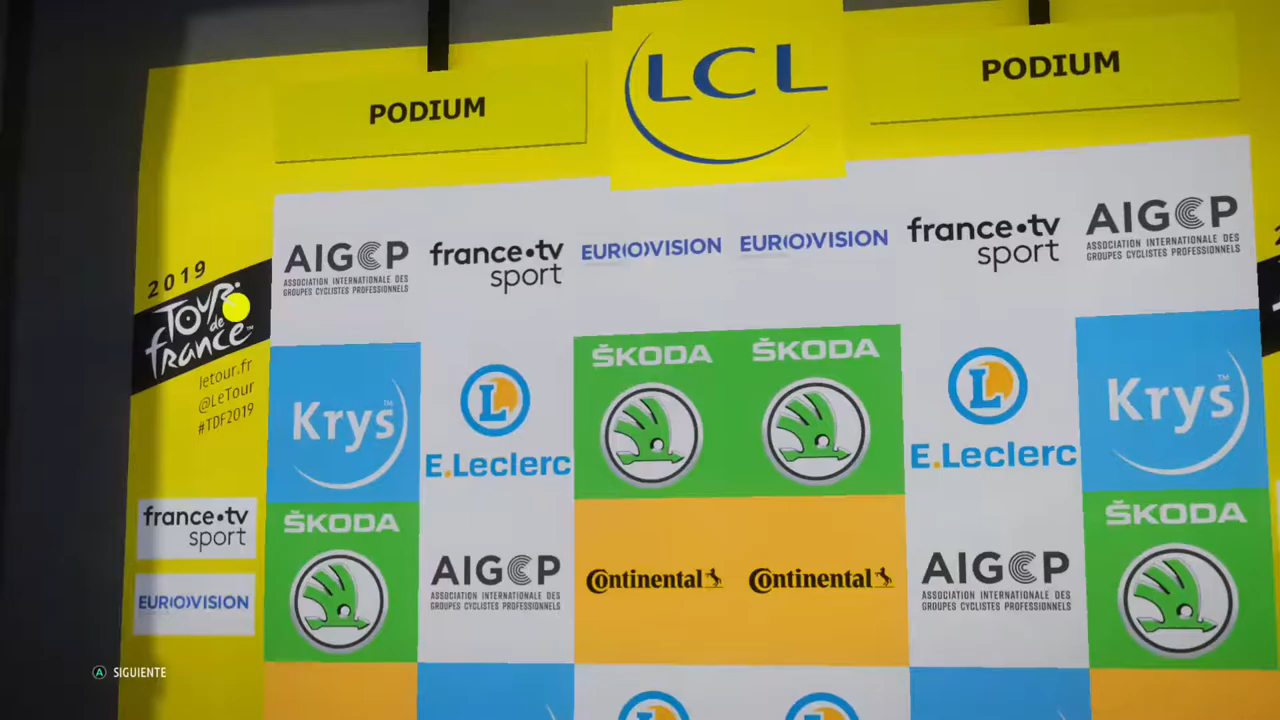 LCL
PODIUM
PODIUM
AIGCP
ASSOCIATION INTERNATIONALE DES
GROUPES CYCLISTES PROFESSIONNELS
france•tv
sport
EUROVISION
EUROVISION
france•tv
sport
AIGCP
ASSOCIATION INTERNATIONALE DES
GROUPES CYCLISTES PROFESSIONNELS
2019
TOUR
de
france™
letour.fr
@LeTour
#TDF2019
Krys™
L
E.Leclerc
ŠKODA
ŠKODA
L
E.Leclerc
Krys™
france•tv
sport
EUROVISION
ŠKODA
AIGCP
ASSOCIATION INTERNATIONALE DES
GROUPES CYCLISTES PROFESSIONNELS
Continental
Continental
AIGCP
ASSOCIATION INTERNATIONALE DES
GROUPES CYCLISTES PROFESSIONNELS
ŠKODA
A SIGUIENTE